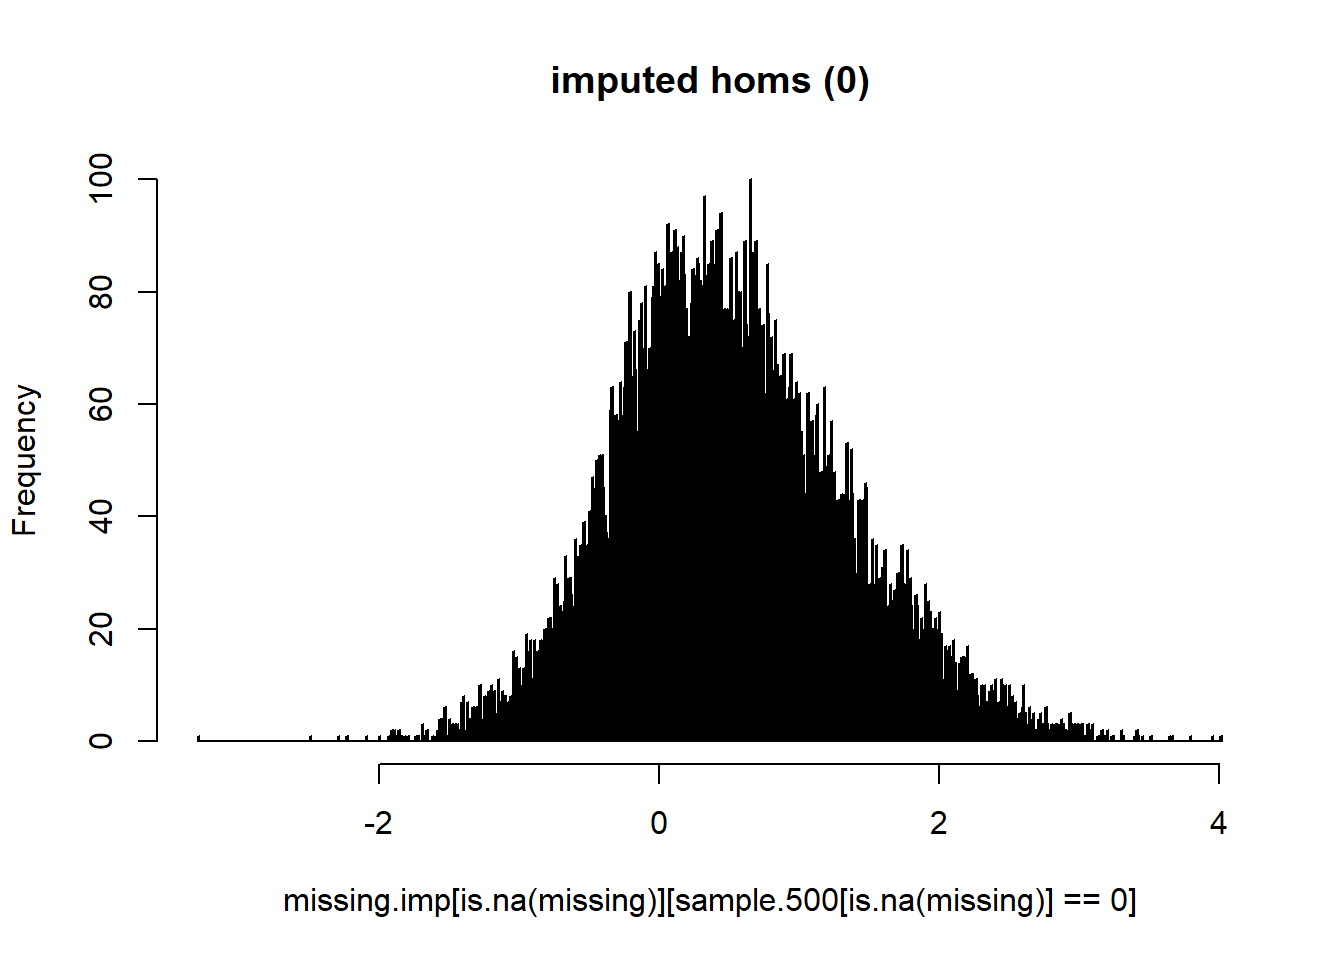 imputed homs (0)
Frequency
100
80
60
40
20
0
-2 0 2 4
missing.imp[is.na(missing)][sample.500[is.na(missing)] == 0]